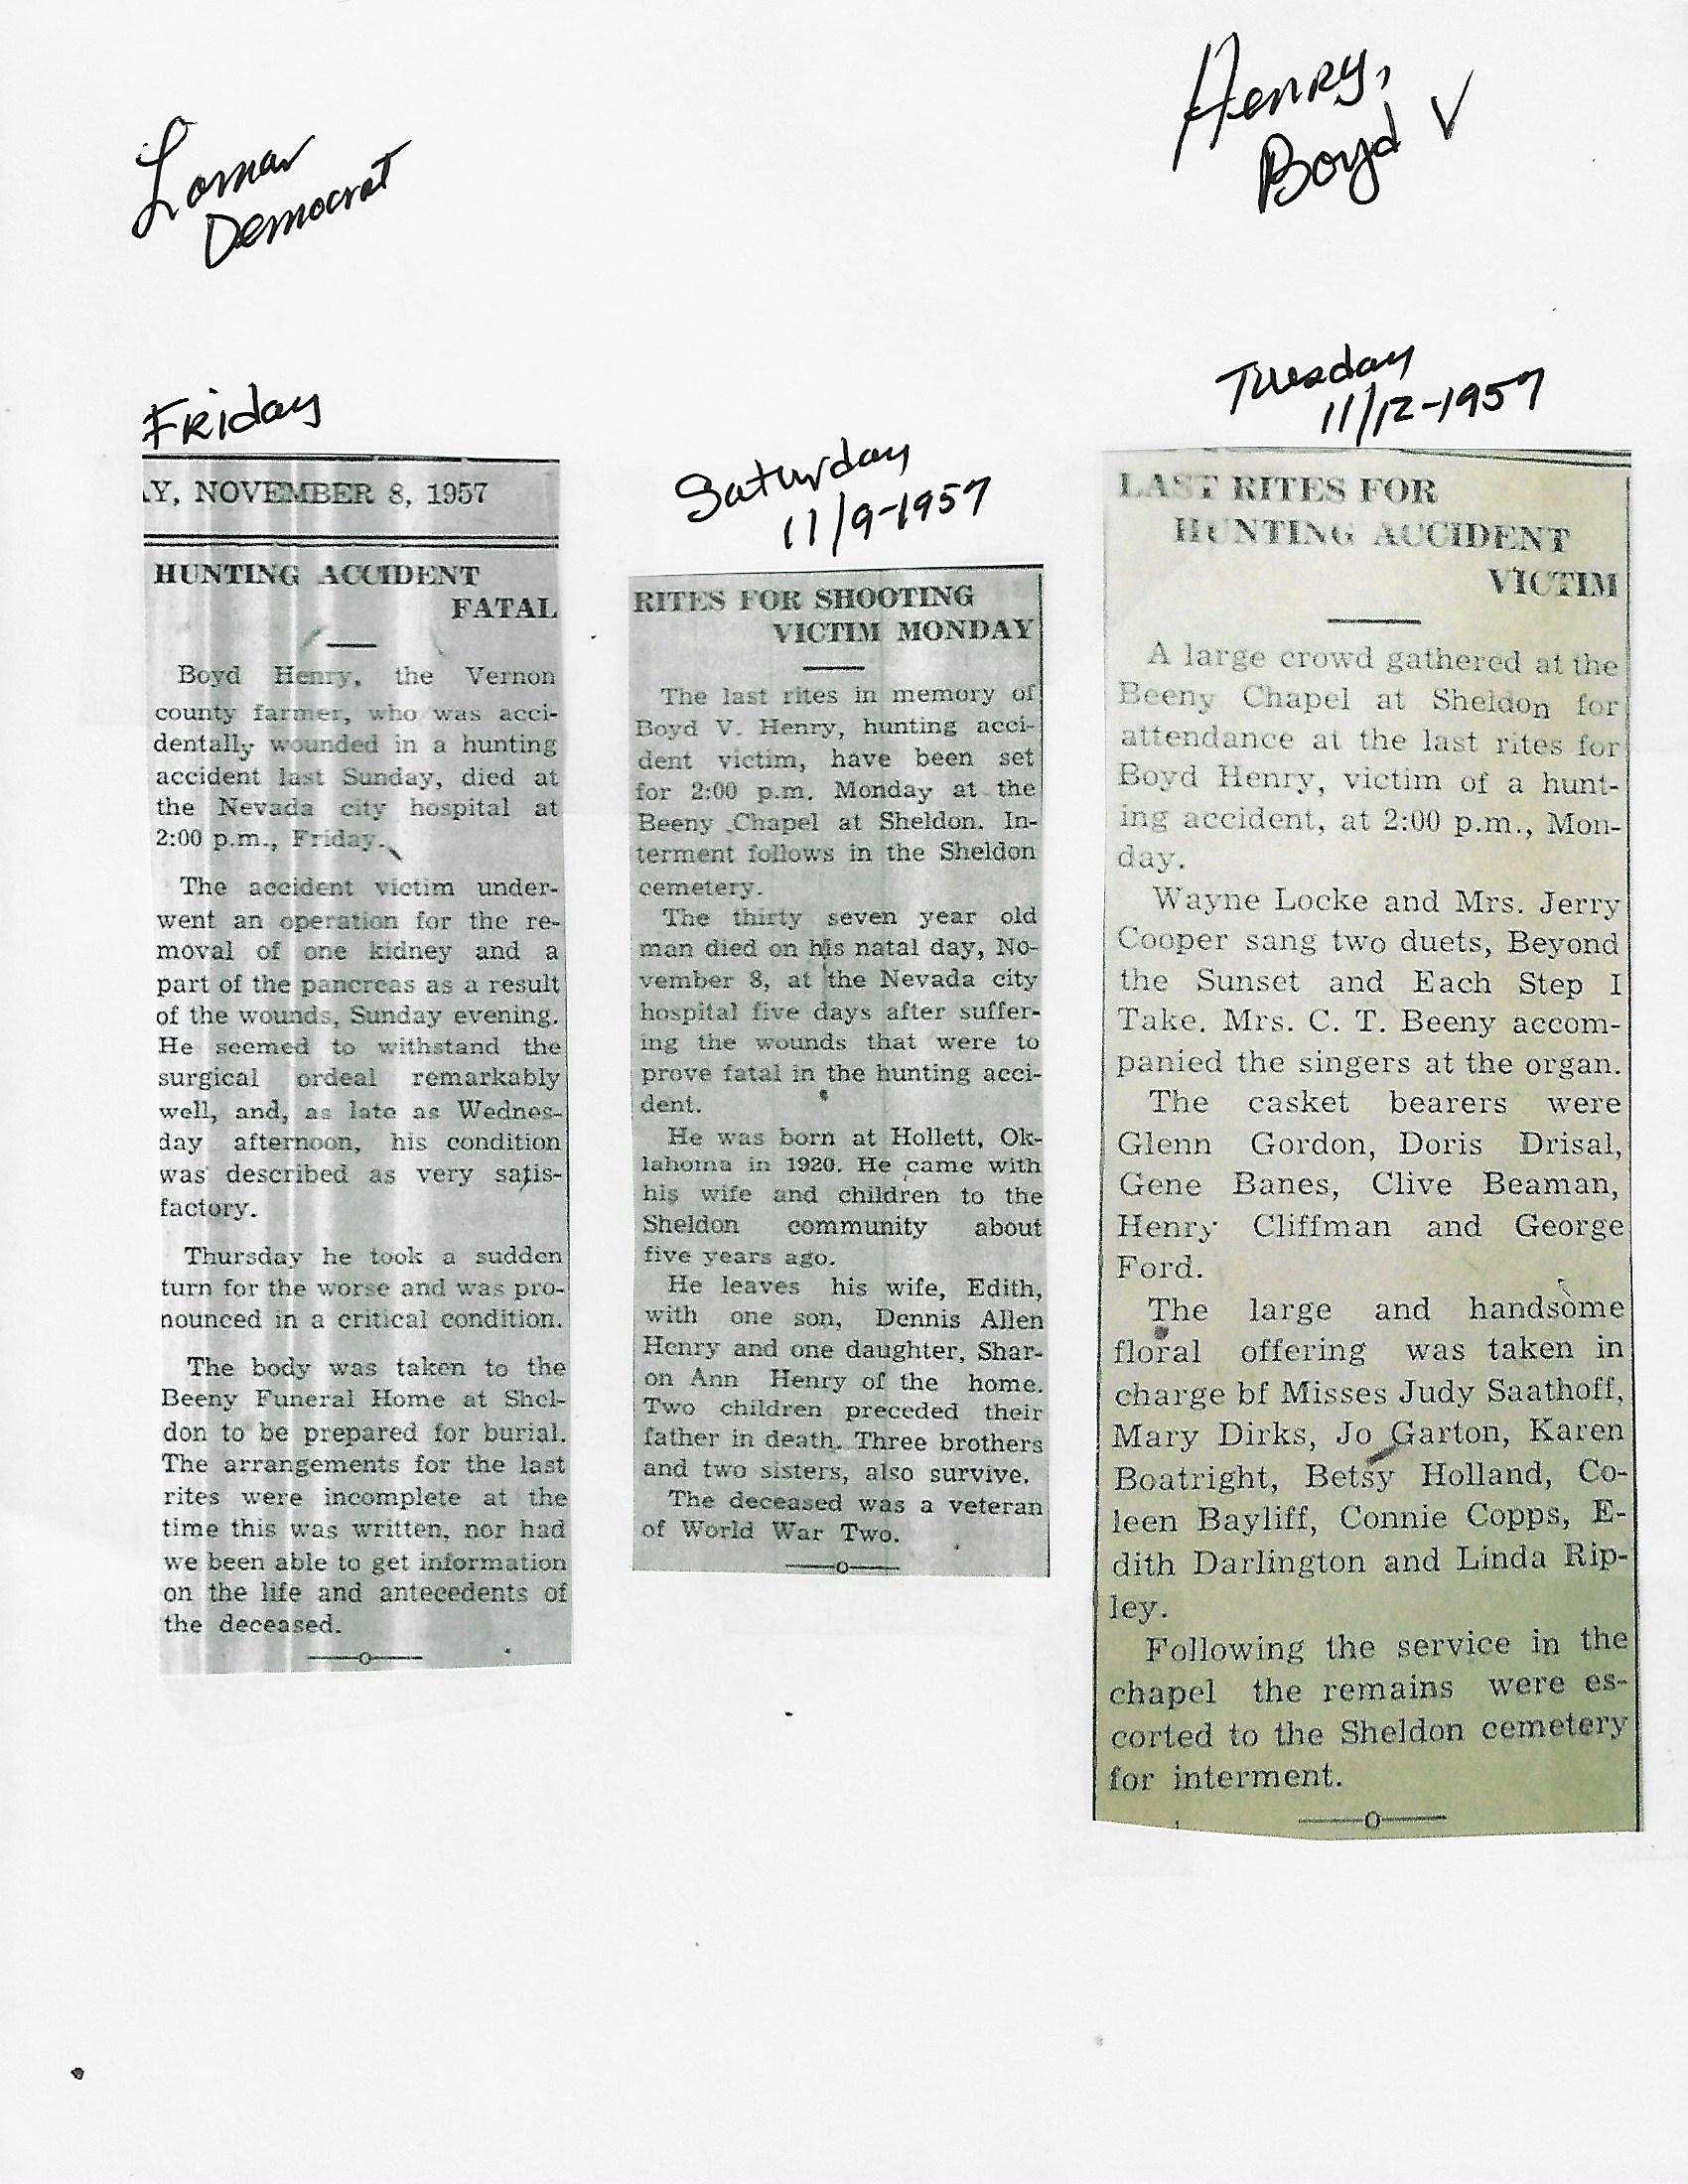 Lamar
Democrat
Henry,
Boyd V
Friday
AY, NOVEMBER 8, 1957
HUNTING ACCIDENT
FATAL
Boyd Henry, the Vernon
county farmer, who was acci-
dentally wounded in a hunting
accident last Sunday, died at
the Nevada city hospital at
2:00 p.m., Friday.
The accident victim under-
went an operation for the re-
moval of one kidney and a
part of the pancreas as a result
of the wounds, Sunday evening.
He seemed to withstand the
surgical ordeal remarkably
well, and, as late as Wednes-
day afternoon, his condition
was described as very satis-
factory.
Thursday he took a sudden
turn for the worse and was pro-
nounced in a critical condition.
The body was taken to the
Beeny Funeral Home at Shel-
don to be prepared for burial.
The arrangements for the last
rites were incomplete at the
time this was written, nor had
we been able to get information
on the life and antecedents of
the deceased.
Saturday
11/9-1957
RITES FOR SHOOTING
VICTIM MONDAY
The last rites in memory of
Boyd V. Henry, hunting acci-
dent victim, have been set
for 2:00 p.m. Monday at the
Beeny Chapel at Sheldon. In-
terment follows in the Sheldon
cemetery.
The thirty seven year old
man died on his natal day, No-
vember 8, at the Nevada city
hospital five days after suffer-
ing the wounds that were to
prove fatal in the hunting acci-
dent.
He was born at Hollett, Ok-
lahoma in 1920. He came with
his wife and children to the
Sheldon community about
five years ago.
He leaves his wife, Edith,
with one son, Dennis Allen
Henry and one daughter, Shar-
on Ann Henry of the home.
Two children preceded their
father in death. Three brothers
and two sisters, also survive.
The deceased was a veteran
of World War Two.
Tuesday
11/12-1957
LAST RITES FOR
HUNTING ACCIDENT
VICTIM
A large crowd gathered at the
Beeny Chapel at Sheldon for
attendance at the last rites for
Boyd Henry, victim of a hunt-
ing accident, at 2:00 p.m., Mon-
day.
Wayne Locke and Mrs. Jerry
Cooper sang two duets, Beyond
the Sunset and Each Step I
Take. Mrs. C. T. Beeny accom-
panied the singers at the organ.
The casket bearers were
Glenn Gordon, Doris Drisal,
Gene Banes, Clive Beaman,
Henry Cliffman and George
Ford.
The large and handsome
floral offering was taken in
charge bf Misses Judy Saathoff,
Mary Dirks, Jo Garton, Karen
Boatright, Betsy Holland, Co-
leen Bayliff, Connie Copps, E-
dith Darlington and Linda Rip-
ley.
Following the service in the
chapel the remains were es-
corted to the Sheldon cemetery
for interment.